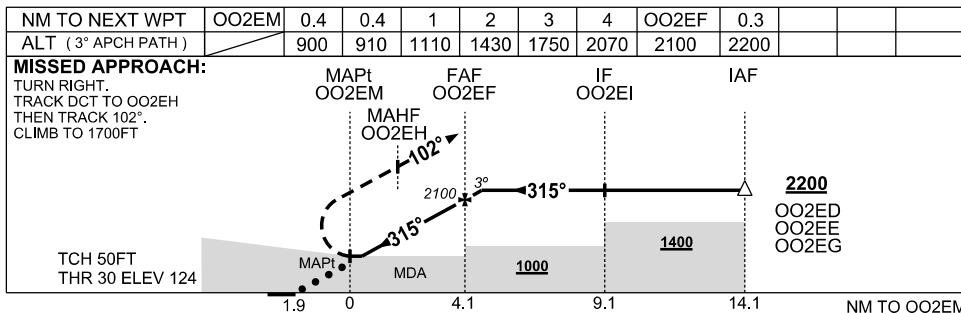 NM TO NEXT WPT OO2EM 0.4 0.4 1 2 3 4 OO2EF 0.3
ALT ( 3° APCH PATH ) 900 910 1110 1430 1750 2070 2100 2200
MISSED APPROACH:
TURN RIGHT.
TRACK DCT TO OO2EH
THEN TRACK 102°.
CLIMB TO 1700FT
MAPt
OO2EM
MAHF
OO2EH
FAF
OO2EF
IF
OO2EI
IAF
102°
2100
3°
315°
315°
2200
OO2ED
OO2EE
OO2EG
1400
1000
MDA
MAPt
TCH 50FT
THR 30 ELEV 124
1.9 0 4.1 9.1 14.1 NM TO OO2EM